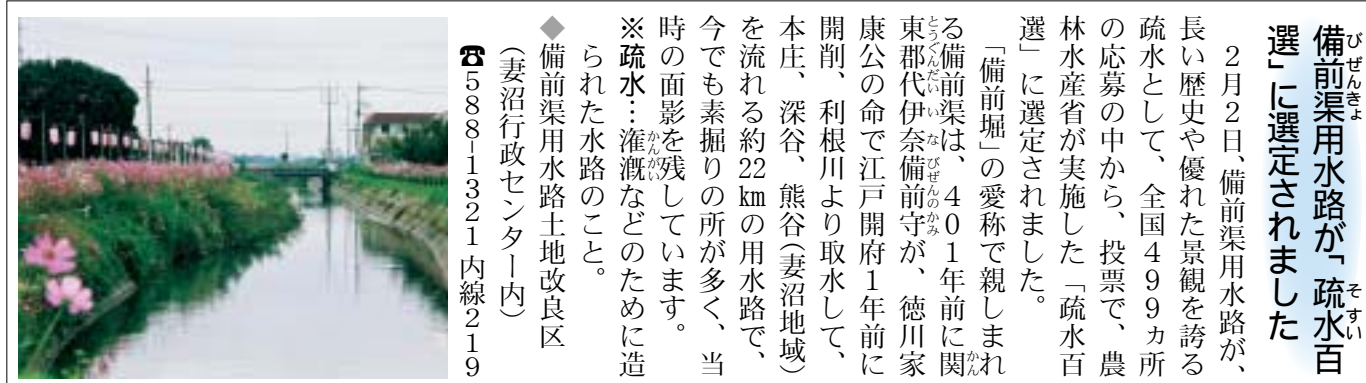 備前渠用水路が「疏水百
選」に選定されました
２月２日、備前渠用水路が、
長い歴史や優れた景観を誇る
疏水として、全国４９９ヵ所
の応募の中から、投票で、農
林水産省が実施した「疏水百
選」に選定されました。
「備前堀」の愛称で親しまれ
る備前渠は、４０１年前に関
東郡代伊奈備前守が、徳川家
康公の命で江戸開府１年前に
開削、利根川より取水して、
本庄、深谷、熊谷（妻沼地域）
を流れる約22㎞の用水路で、
今でも素掘りの所が多く、当
時の面影を残しています。
※疏水…灌漑などのために造
られた水路のこと。
◆備前渠用水路土地改良区
（妻沼行政センター内）
☎５８８-１３２１内線２１９